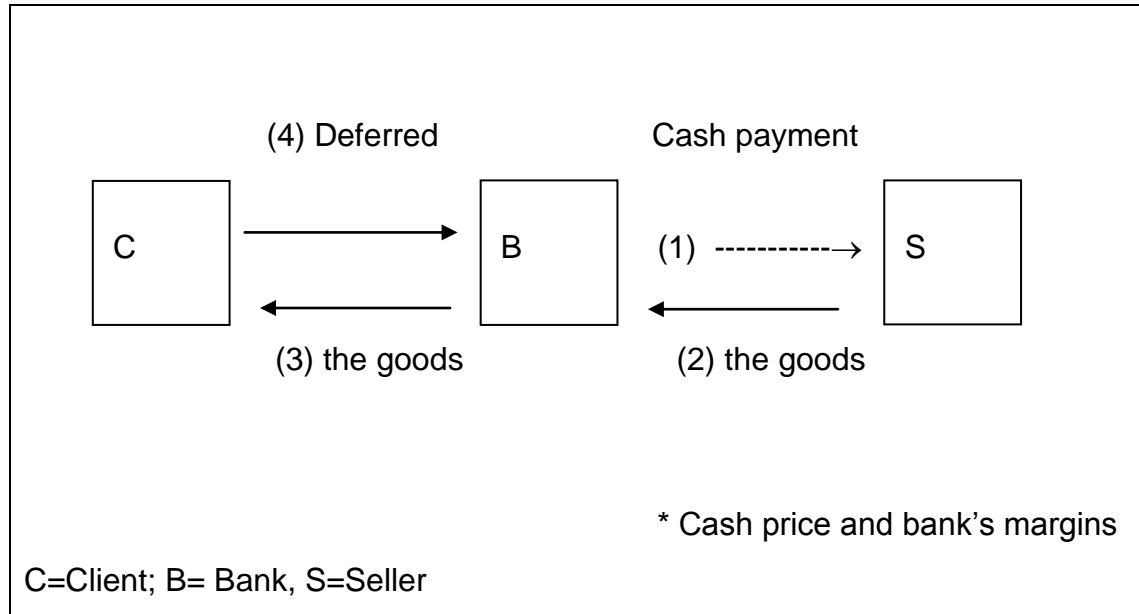 (4) Deferred Cash payment
C B (1) -----------→ S
(3) the goods (2) the goods
* Cash price and bank’s margins
C=Client; B= Bank, S=Seller